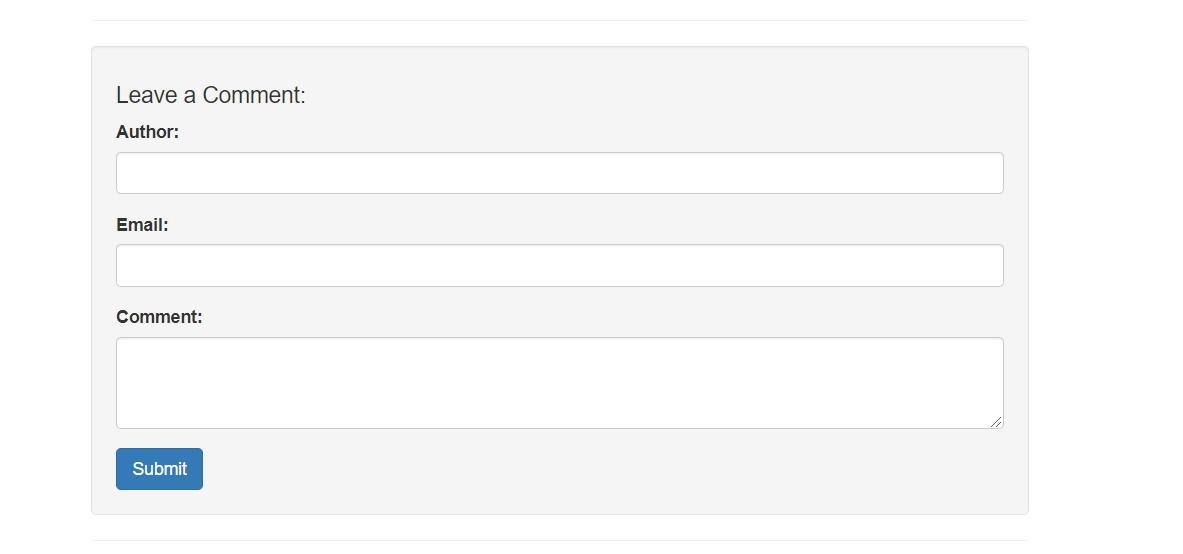 Leave a Comment:
Author:
Email:
Comment:
Submit